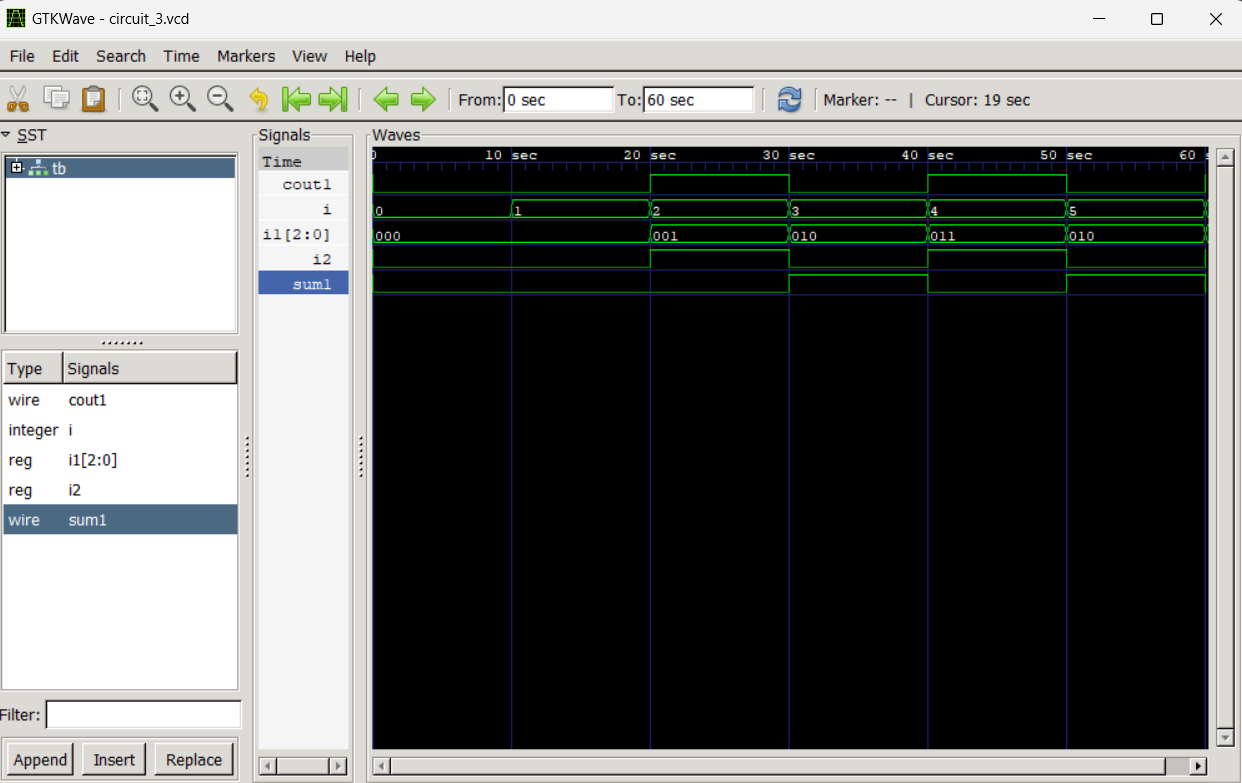 GTKWave - circuit_3.vcd
File Edit Search Time Markers View Help
From: 0 sec To: 60 sec Marker: -- | Cursor: 19 sec
SST
tb
Type Signals
wire cout1
integer i
reg i1[2:0]
reg i2
wire sum1
Filter:
Append Insert Replace
Signals
Time
cout1
i
i1[2:0]
i2
sum1
Waves
0 10 sec 20 sec 30 sec 40 sec 50 sec 60 s
0 1 2 3 4 5
000 001 010 011 010